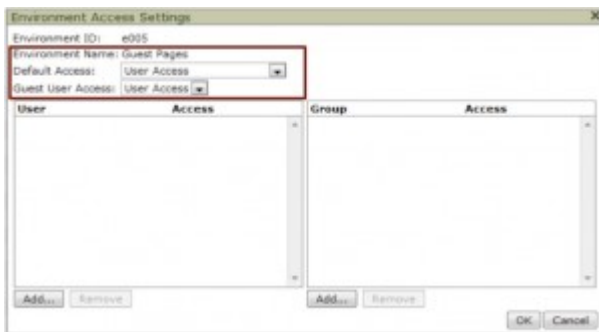 Environment Access Settings X
Environment ID: e005
Environment Name: Guest Pages
Default Access: User Access
Guest User Access: User Access
User Access Group Access
Add... Remove Add... Remove
OK Cancel